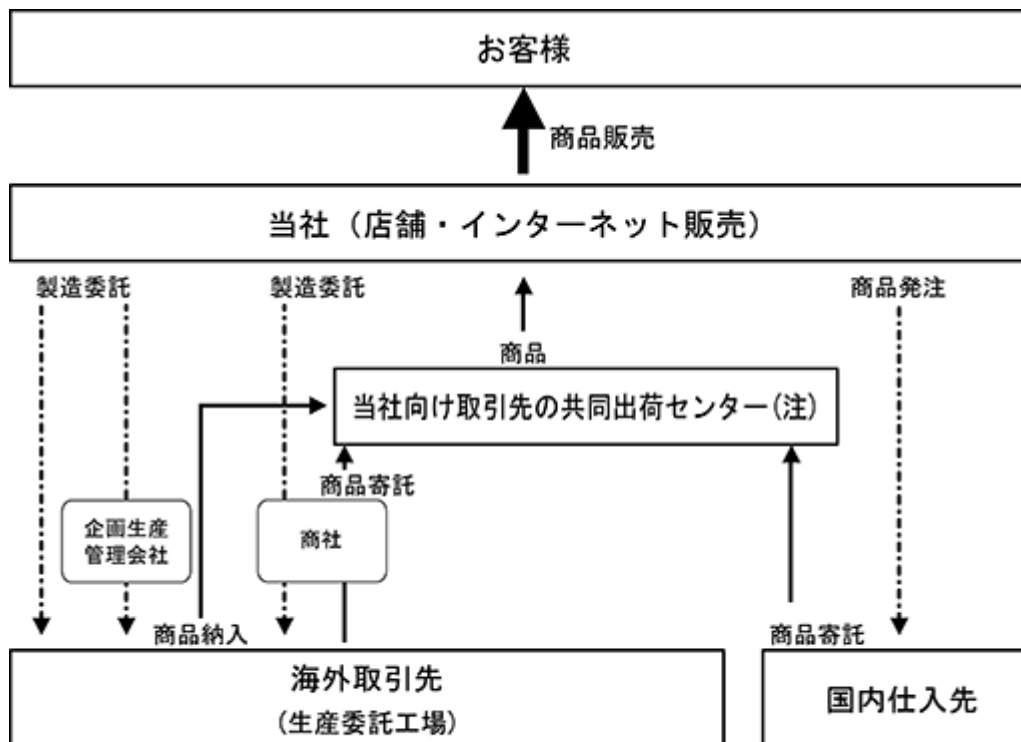 お客様
商品販売
当社（店舗・インターネット販売）
製造委託
製造委託
商品発注
商品
当社向け取引先の共同出荷センター(注)
商品寄託
企画生産
管理会社
商社
商品納入
商品寄託
海外取引先
(生産委託工場)
国内仕入先